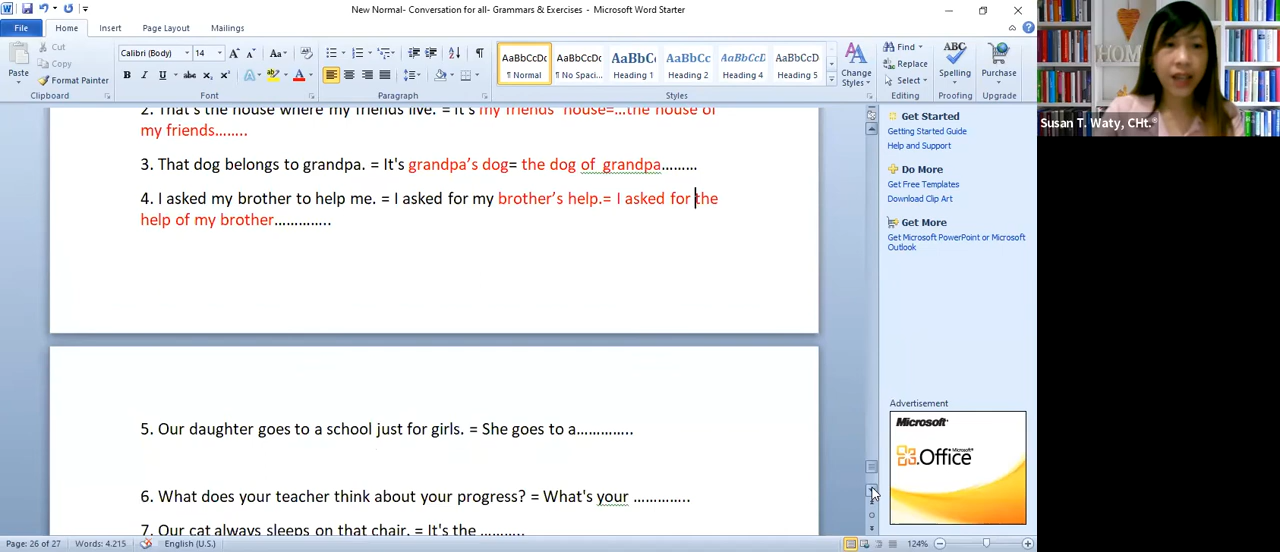 New Normal- Conversation for all- Grammars & Exercises - Microsoft Word Starter
File Home Insert Page Layout Mailings
Paste
Cut
Copy
Format Painter
Clipboard
Calibri (Body) 14
Font
Paragraph
AaBbCcDc AaBbCcDc AaBbC AaBbCc AaBbCcD AaBbCcD
¶ Normal ¶ No Spaci... Heading 1 Heading 2 Heading 4 Heading 5
Styles
Change Styles
Find
Replace
Select
Editing
ABC
Spelling
Proofing
Purchase
Upgrade
HOM
Susan T. Waty, CHt.
2. That's the house where my friends live. = It's my friends' house=...the house of
my friends……..
3. That dog belongs to grandpa. = It's grandpa's dog= the dog of grandpa………
4. I asked my brother to help me. = I asked for my brother's help.= I asked for the
help of my brother…………..
5. Our daughter goes to a school just for girls. = She goes to a…………..
6. What does your teacher think about your progress? = What's your …………..
7. Our cat always sleeps on that chair. = It's the ………..
Get Started
Getting Started Guide
Help and Support
Do More
Get Free Templates
Download Clip Art
Get More
Get Microsoft PowerPoint or Microsoft
Outlook
Advertisement
Microsoft
Office
Page: 26 of 27 Words: 4.215 English (U.S.) 124%